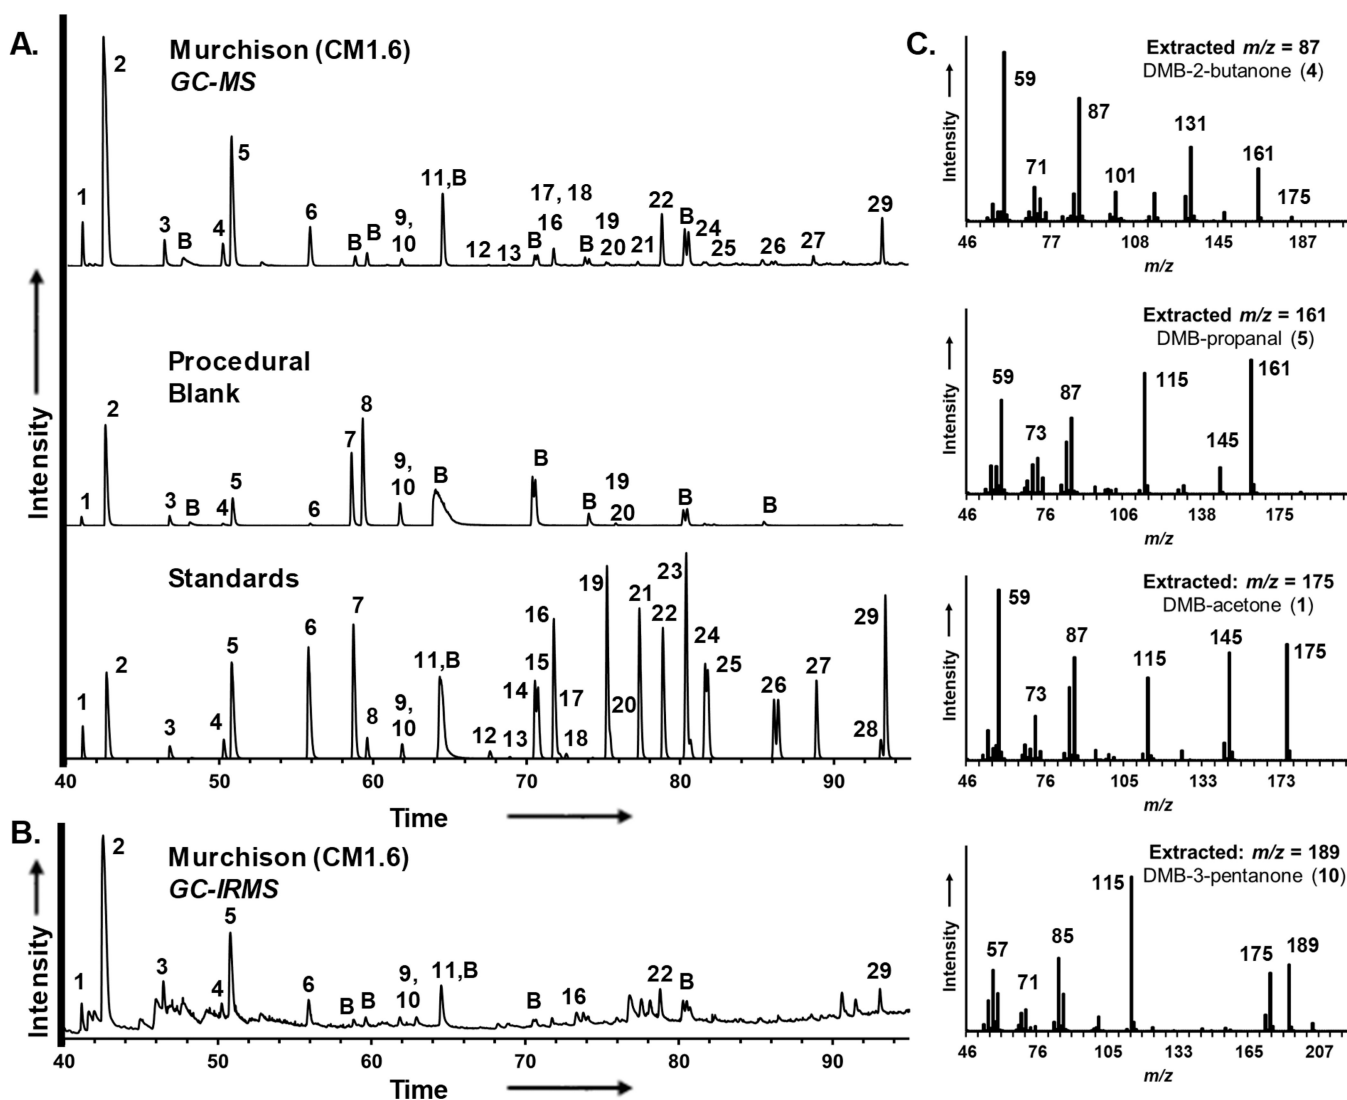 A.
Murchison (CM1.6)
GC-MS
1
2
3
B
4
5
6
B
B
9,
10
11,B
12
13
17, 18
16
B
19
B
20
21
22
B
24
25
26
27
29
Procedural
Blank
1
2
3
B
4
5
6
7
8
9,
10
B
B
B
19
20
B
B
Standards
1
2
3
4
5
6
7
8
9,
10
11,B
12
13
14
15
16
17
18
19
20
21
22
23
24
25
26
27
28
29
Intensity
40 50 60 70 80 90
Time
B.
Murchison (CM1.6)
GC-IRMS
1
2
3
4
5
6
B
B
9,
10
11,B
B
16
22
B
29
Intensity
40 50 60 70 80 90
Time
C.
Extracted m/z = 87
DMB-2-butanone (4)
59
71
87
101
131
161
175
Intensity
46 77 108 145 187
m/z
Extracted m/z = 161
DMB-propanal (5)
59
73
87
115
145
161
Intensity
46 76 106 138 175
m/z
Extracted: m/z = 175
DMB-acetone (1)
59
73
87
115
145
175
Intensity
46 76 105 133 173
m/z
Extracted: m/z = 189
DMB-3-pentanone (10)
57
71
85
115
175
189
Intensity
46 76 105 133 165 207
m/z